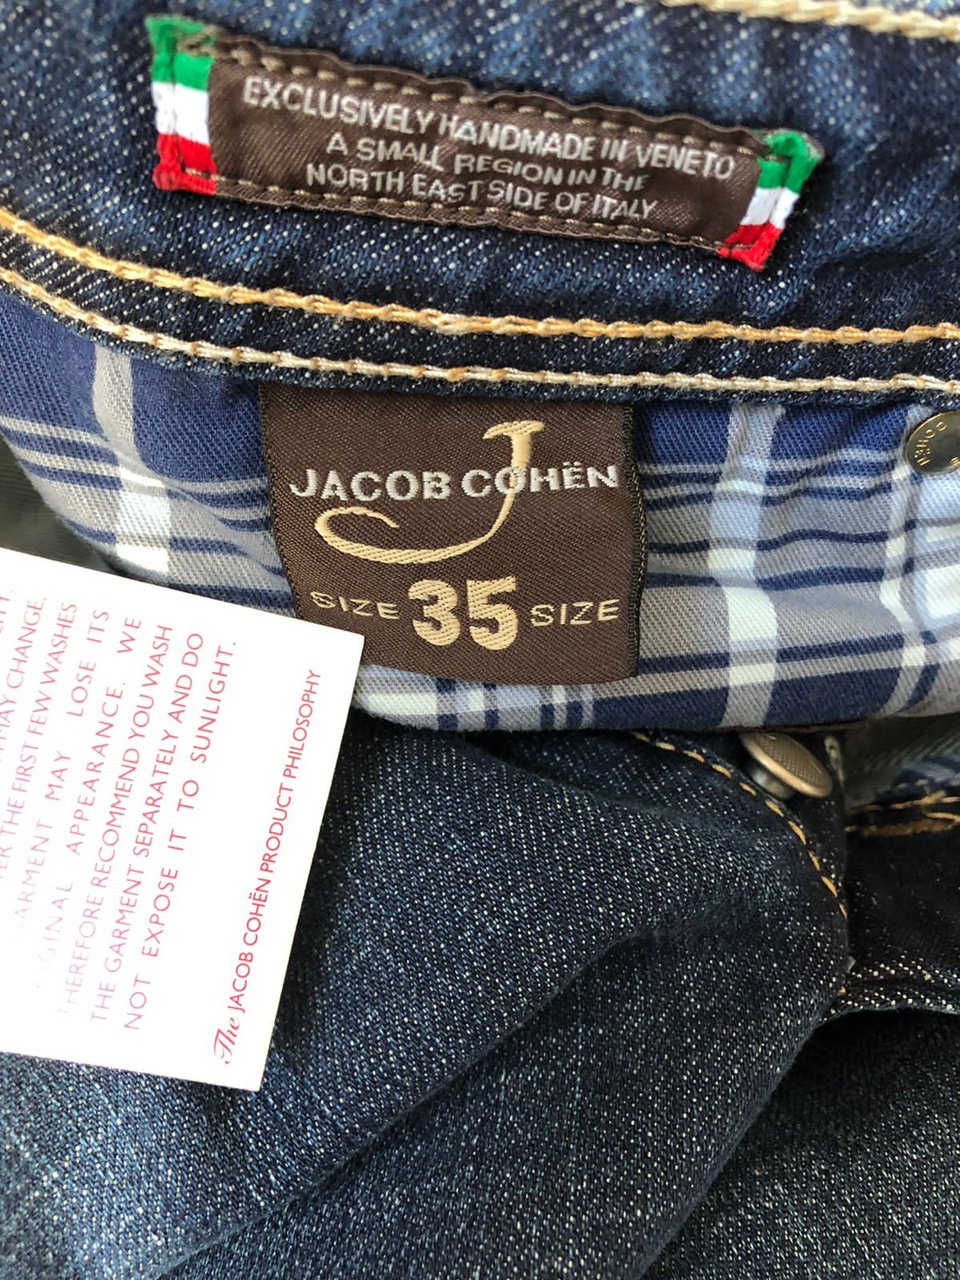 EXCLUSIVELY HANDMADE IN VENETO
A SMALL REGION IN THE
NORTH EAST SIDE OF ITALY
J
JACOB COHËN
SIZE 35 SIZE
COHËN
MAY CHANGE.
THE FIRST FEW WASHES
GARMENT MAY LOSE ITS
APPEARANCE. WE
THEREFORE RECOMMEND YOU WASH
THE GARMENT SEPARATELY AND DO
NOT EXPOSE IT TO SUNLIGHT.
The JACOB COHËN PRODUCT PHILOSOPHY